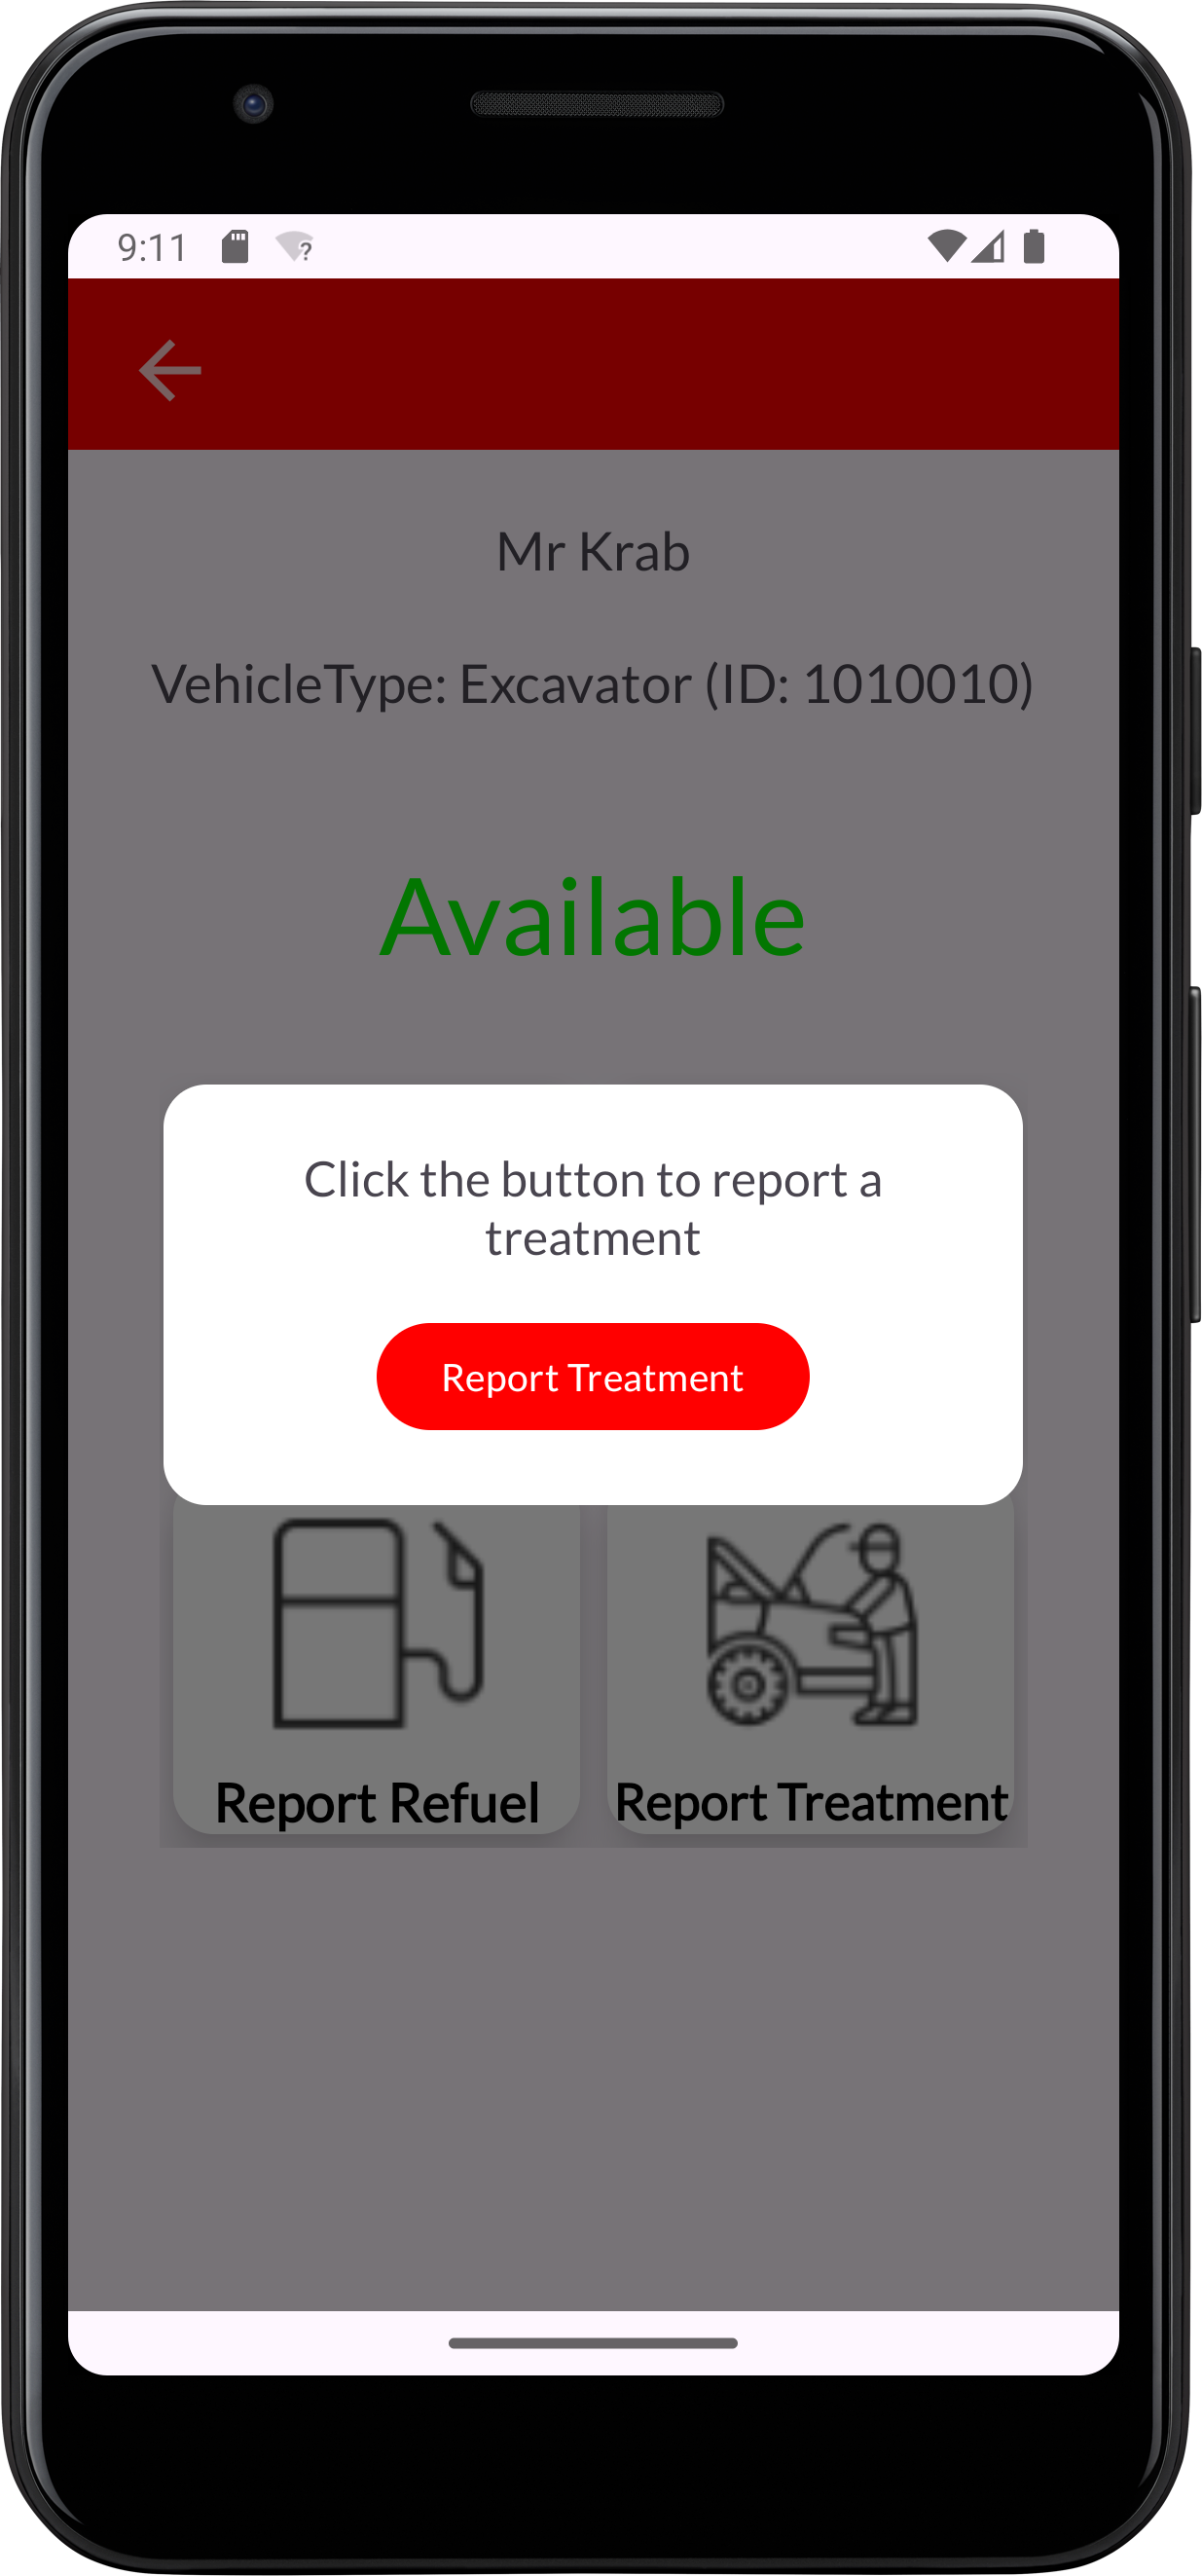 9:11
Mr Krab
VehicleType: Excavator (ID: 1010010)
Available
Click the button to report a
treatment
Report Treatment
Report Refuel
Report Treatment